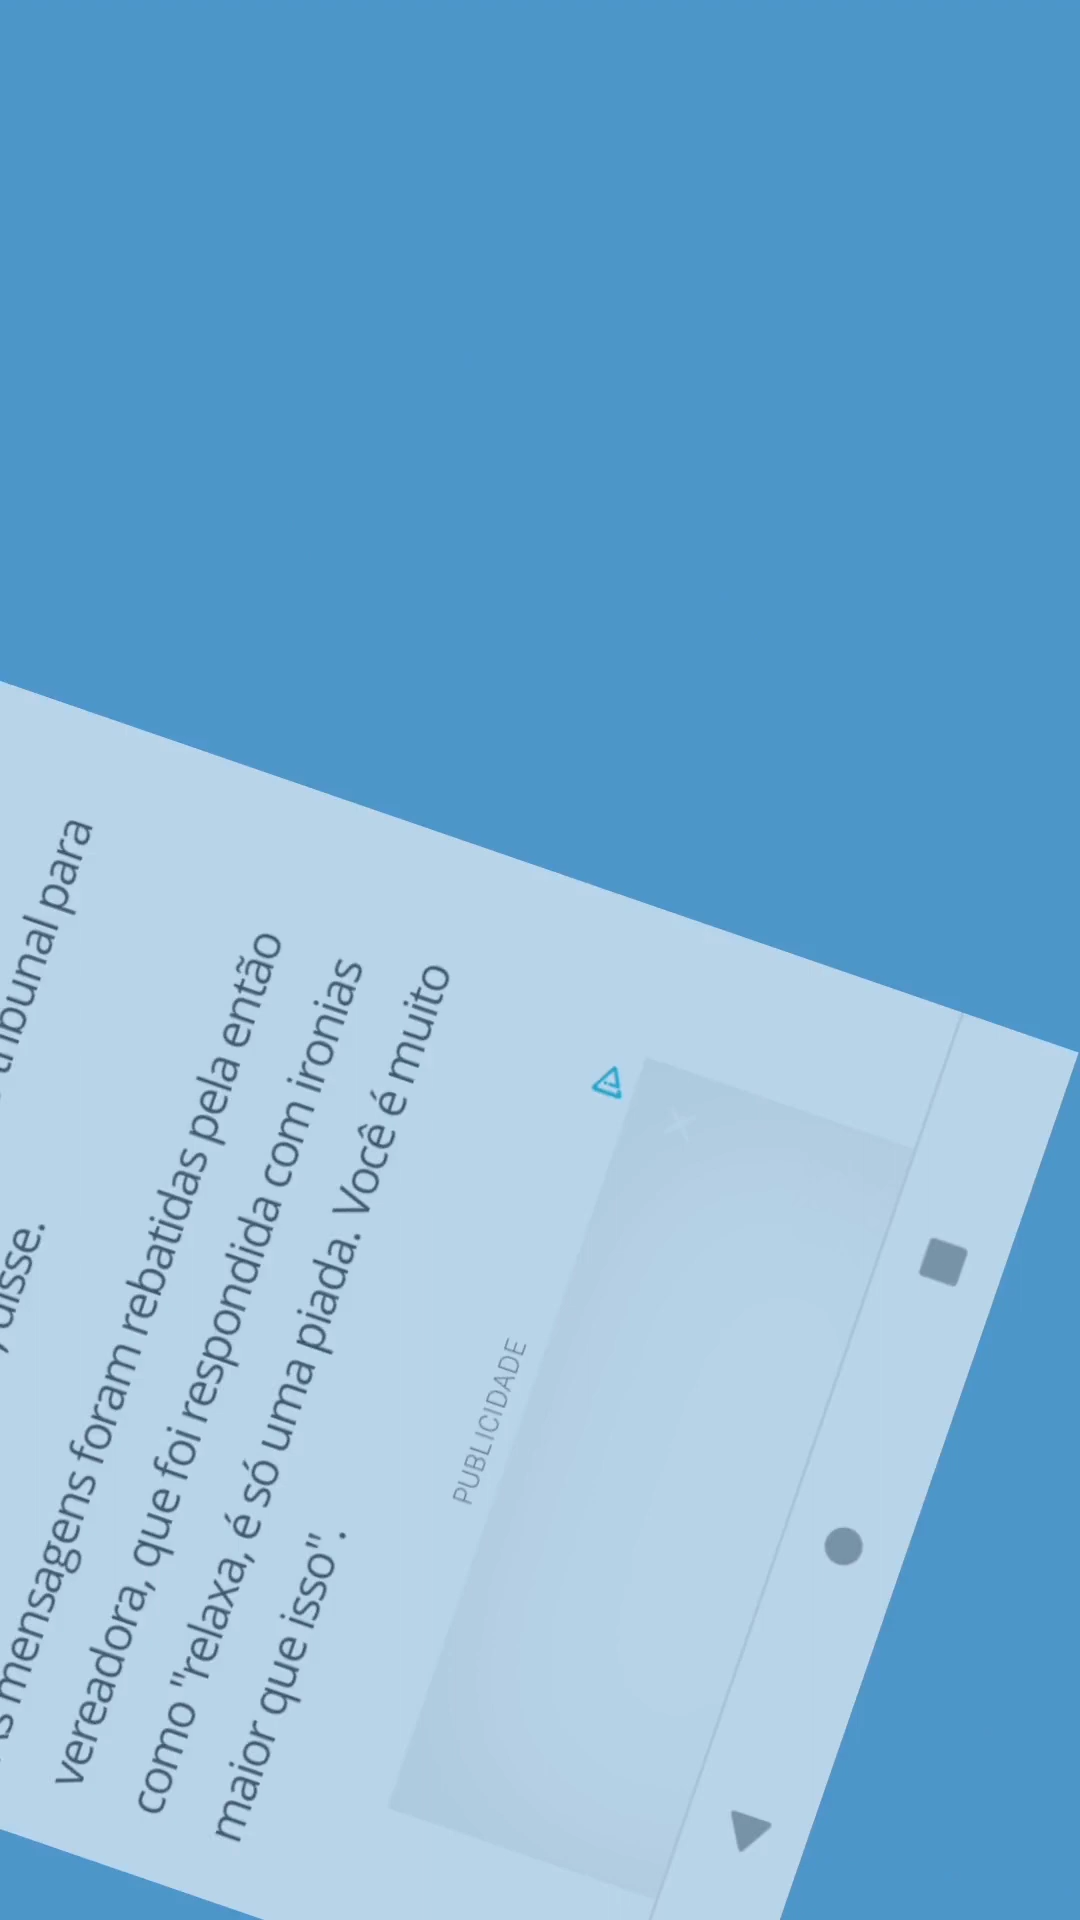 tribunal para
disse.
As mensagens foram rebatidas pela então
vereadora, que foi respondida com ironias
como "relaxa, é só uma piada. Você é muito
maior que isso".
PUBLICIDADE